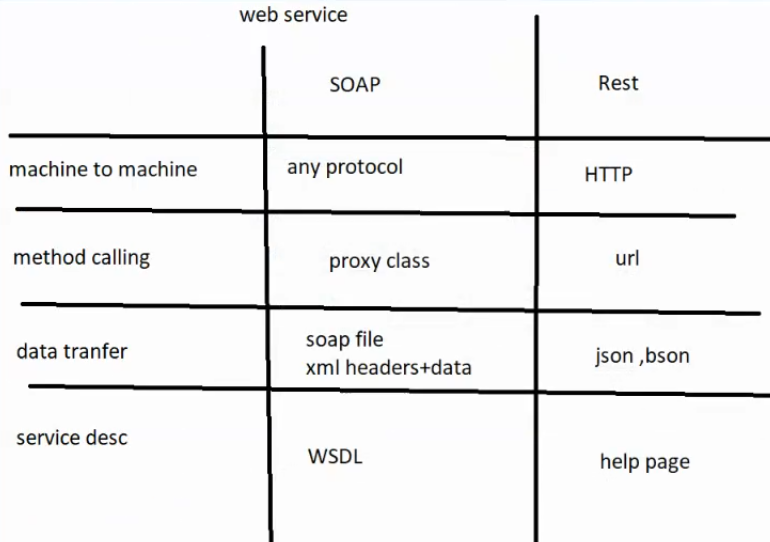 web service
SOAP
Rest
machine to machine
any protocol
HTTP
method calling
proxy class
url
data tranfer
soap file
xml headers+data
json ,bson
service desc
WSDL
help page